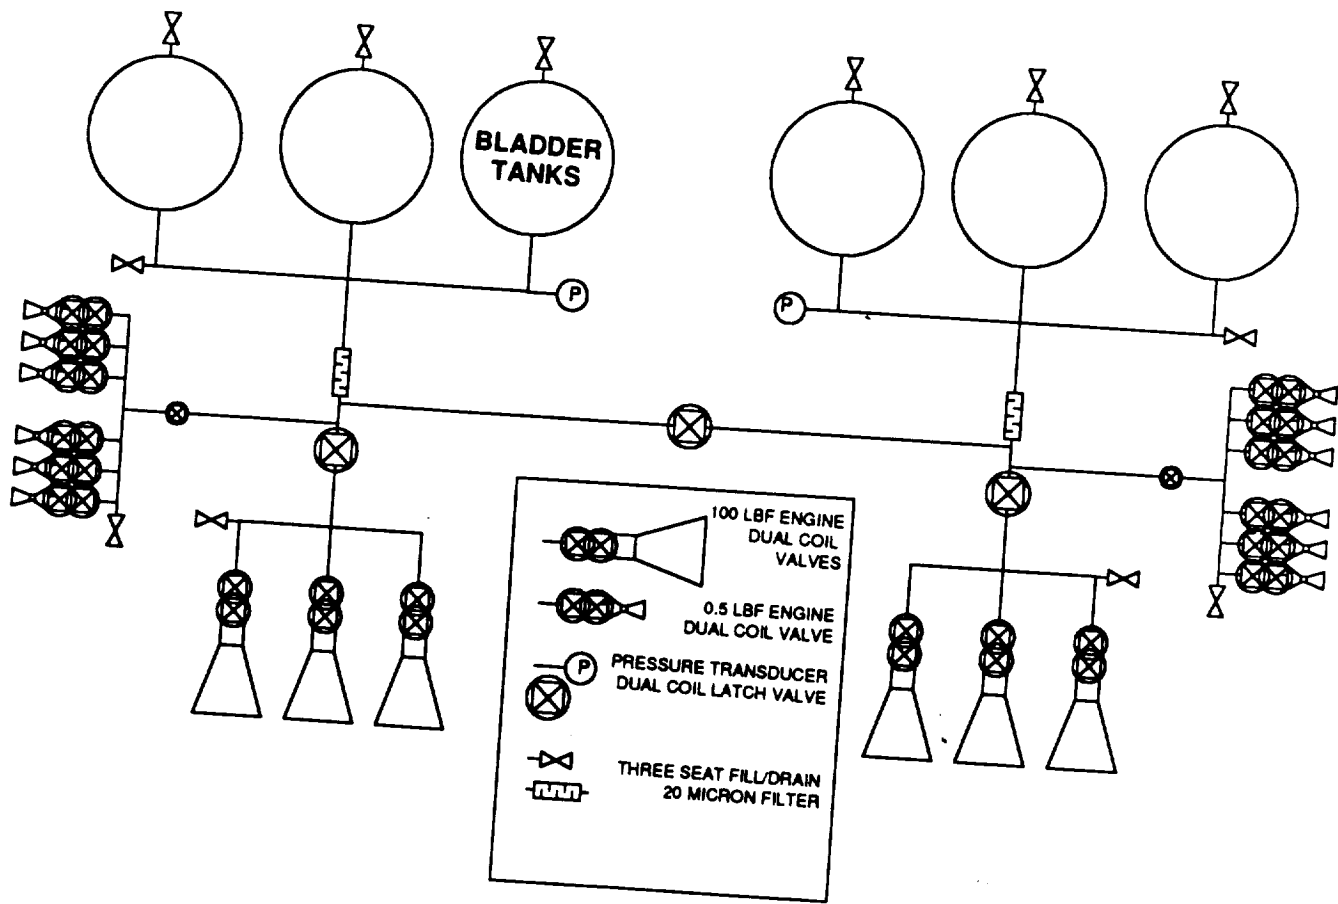 BLADDER
TANKS
P
P
100 LBF ENGINE
DUAL COIL
VALVES
0.5 LBF ENGINE
DUAL COIL VALVE
P
PRESSURE TRANSDUCER
DUAL COIL LATCH VALVE
THREE SEAT FILL/DRAIN
20 MICRON FILTER